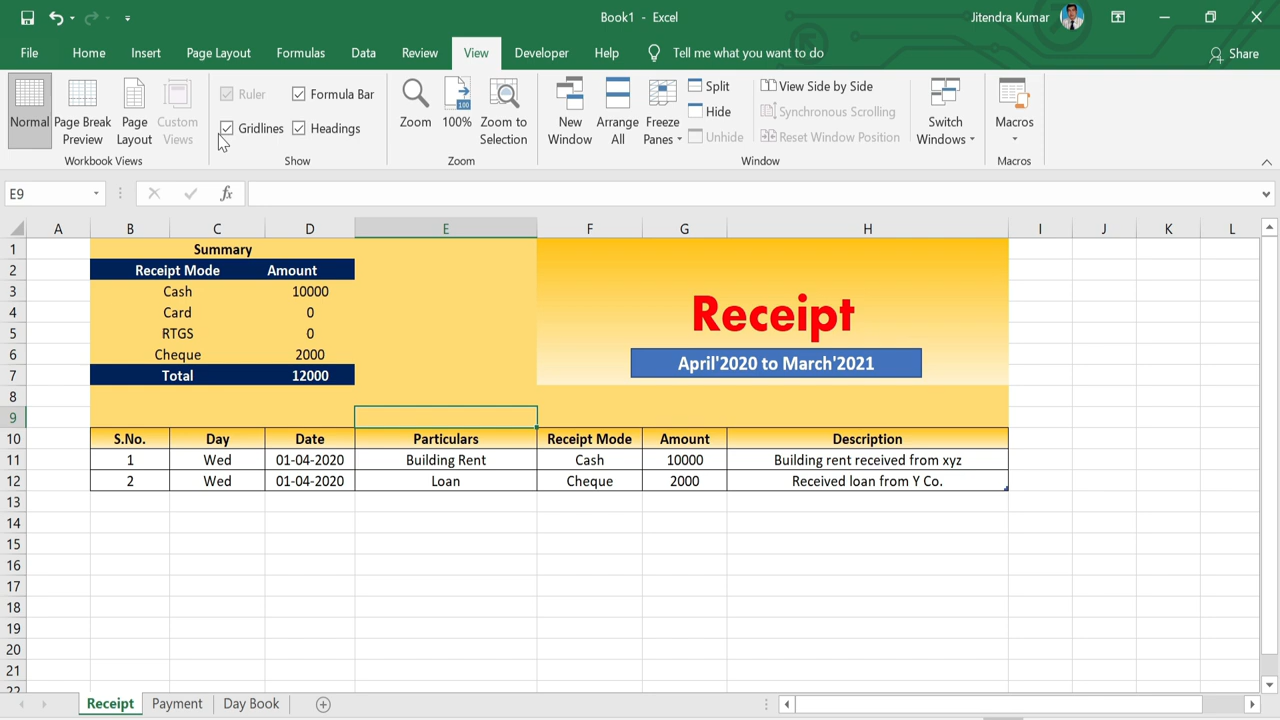 Book1 - Excel
Jitendra Kumar
File Home Insert Page Layout Formulas Data Review View Developer Help Tell me what you want to do Share
Normal
Page Break Preview
Page Layout
Custom Views
Workbook Views
Ruler
Formula Bar
Gridlines
Headings
Show
Zoom
100
100%
Zoom to Selection
Zoom
New Window
Arrange All
Freeze Panes
Split
Hide
Unhide
View Side by Side
Synchronous Scrolling
Reset Window Position
Window
Switch Windows
Macros
Macros
E9
fx
A B C D E F G H I J K L
1 Summary
2 Receipt Mode Amount
3 Cash 10000
4 Card 0
5 RTGS 0
6 Cheque 2000
7 Total 12000
Receipt
April'2020 to March'2021
8
9
10 S.No. Day Date Particulars Receipt Mode Amount Description
11 1 Wed 01-04-2020 Building Rent Cash 10000 Building rent received from xyz
12 2 Wed 01-04-2020 Loan Cheque 2000 Received loan from Y Co.
13
14
15
16
17
18
19
20
21
22
Receipt Payment Day Book